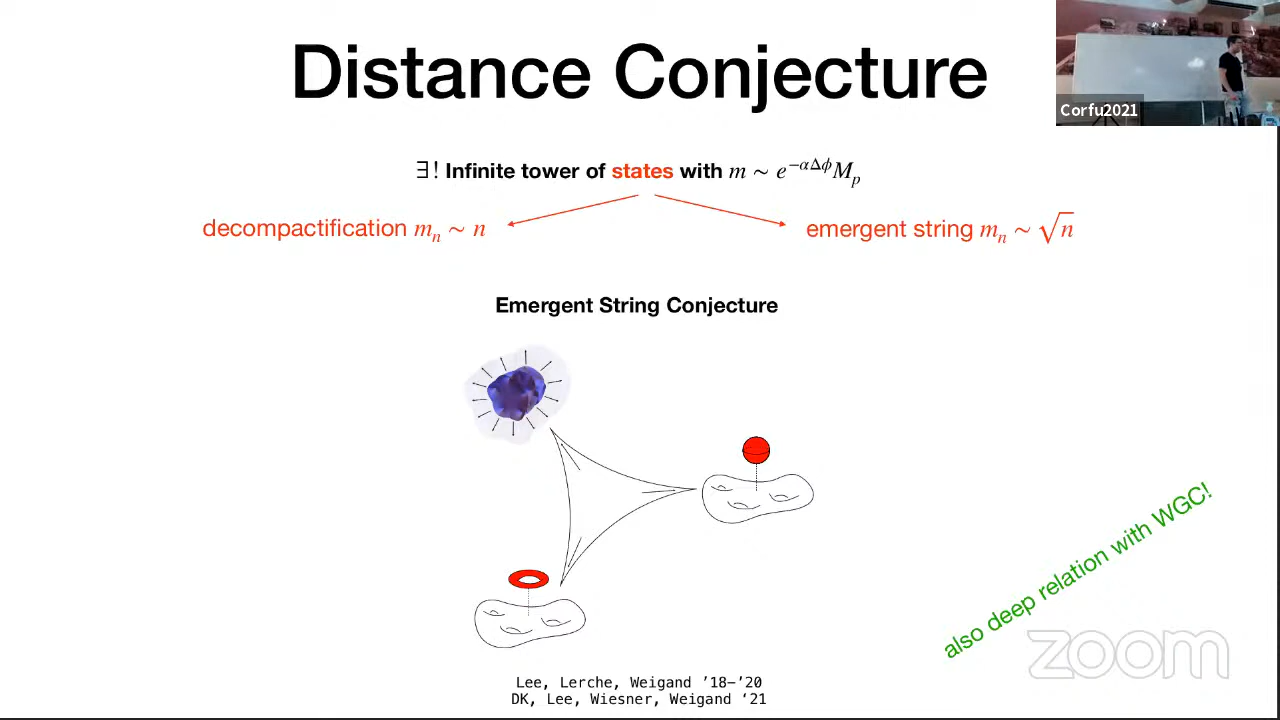 Distance Conjecture
Corfu2021
∃! Infinite tower of states with m ∼ e^{−αΔϕ}M_p
decompactification m_n ∼ n
emergent string m_n ∼ √n
Emergent String Conjecture
also deep relation with WGC!
zoom
Lee, Lerche, Weigand ’18–’20
DK, Lee, Wiesner, Weigand ‘21